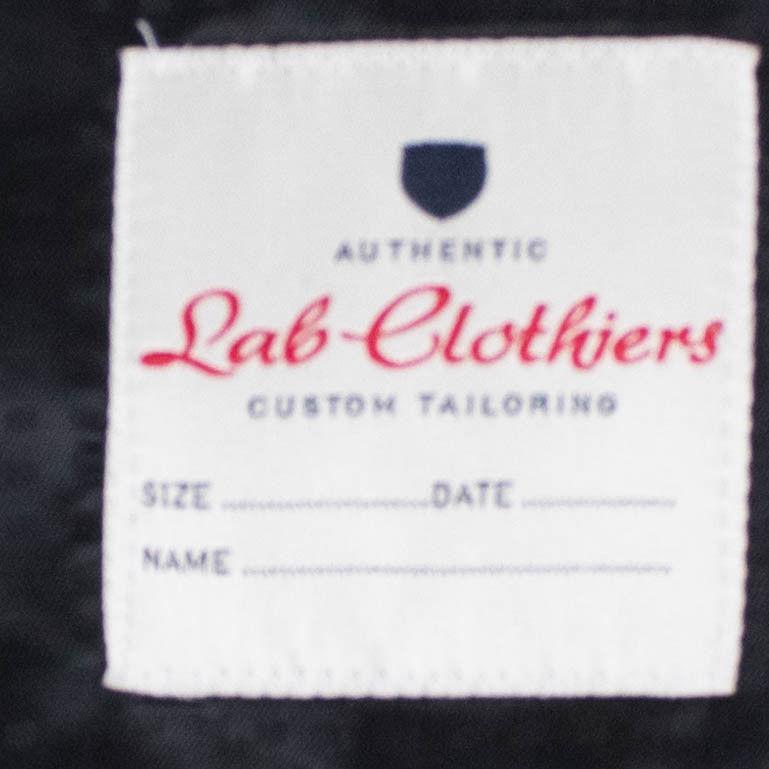 AUTHENTIC
Lab-Clothiers
CUSTOM TAILORING
SIZE ........................ DATE ..................
NAME ..................................................